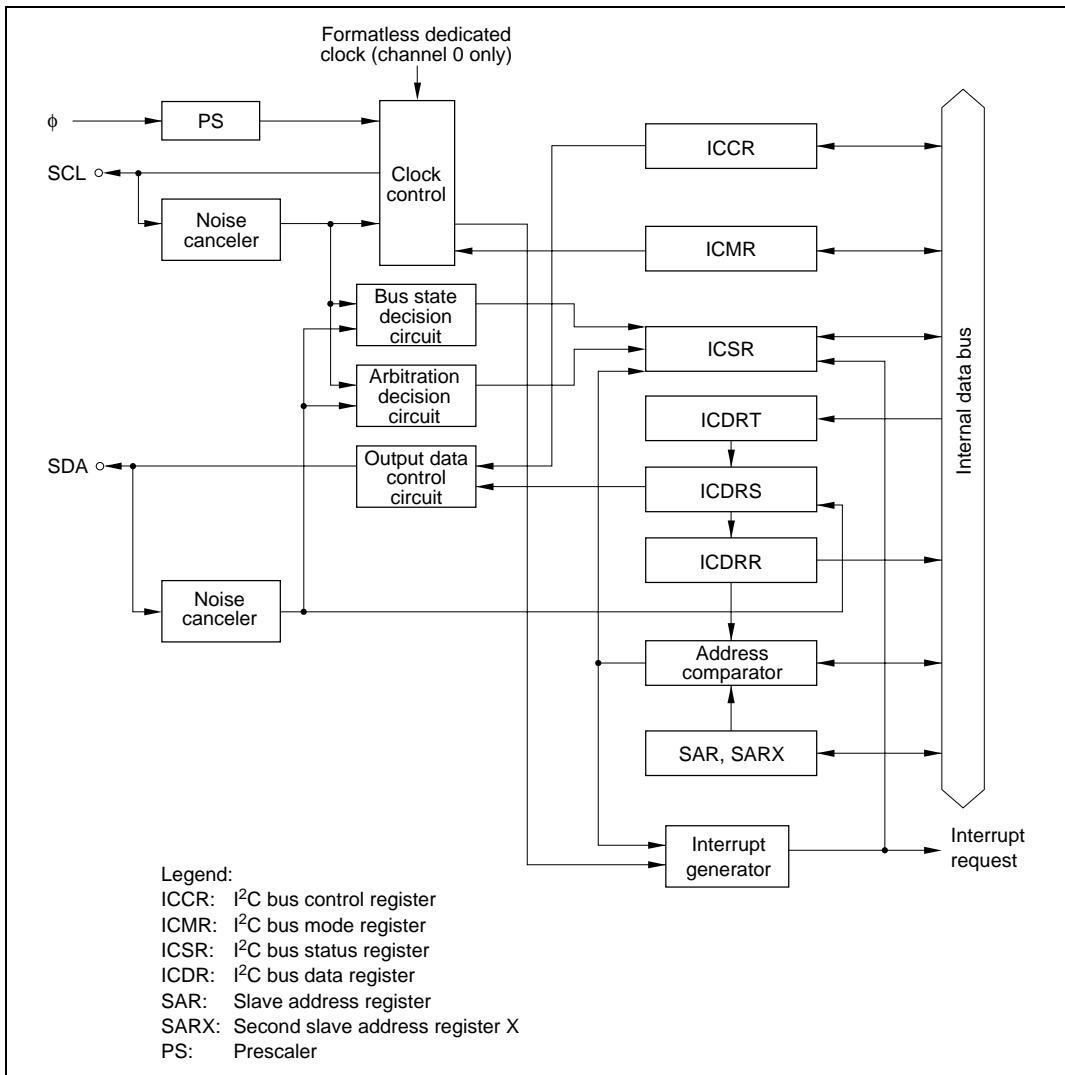 Formatless dedicated
clock (channel 0 only)
ϕ
PS
SCL
Clock
control
Noise
canceler
ICCR
ICMR
Bus state
decision
circuit
ICSR
Arbitration
decision
circuit
ICDRT
SDA
Output data
control
circuit
ICDRS
ICDRR
Noise
canceler
Address
comparator
SAR, SARX
Internal data bus
Interrupt
generator
Interrupt
request
Legend:
ICCR: I²C bus control register
ICMR: I²C bus mode register
ICSR: I²C bus status register
ICDR: I²C bus data register
SAR: Slave address register
SARX: Second slave address register X
PS: Prescaler